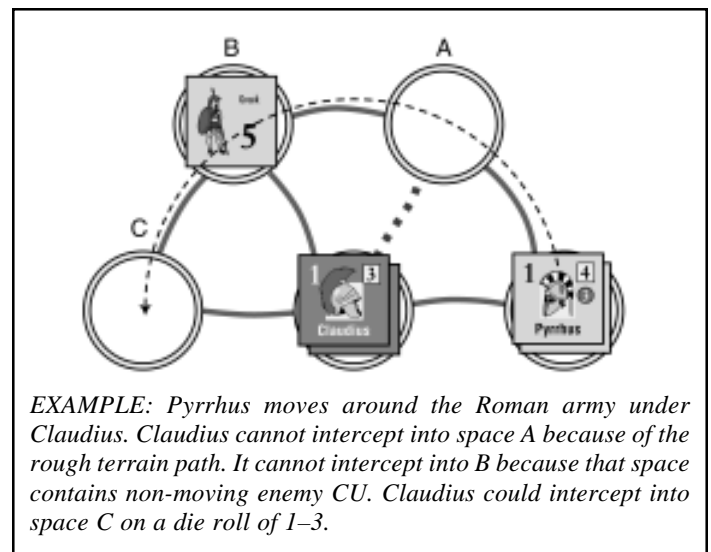 B
A
Greek
5
C
1
3
Claudius
1
4
Pyrrhus
EXAMPLE: Pyrrhus moves around the Roman army under
Claudius. Claudius cannot intercept into space A because of the
rough terrain path. It cannot intercept into B because that space
contains non-moving enemy CU. Claudius could intercept into
space C on a die roll of 1–3.